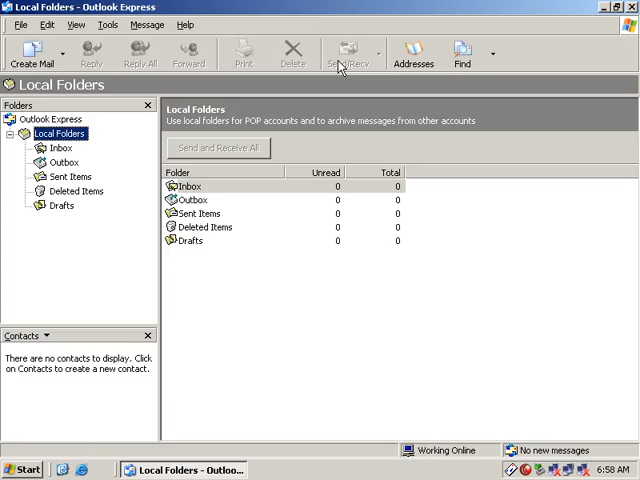 Local Folders - Outlook Express
File Edit View Tools Message Help
Create Mail Reply Reply All Forward Print Delete Send/Recv Addresses Find
Local Folders
Folders
Outlook Express
Local Folders
Inbox
Outbox
Sent Items
Deleted Items
Drafts
Local Folders
Use local folders for POP accounts and to archive messages from other accounts
Send and Receive All
Folder Unread Total
Inbox 0 0
Outbox 0 0
Sent Items 0 0
Deleted Items 0 0
Drafts 0 0
Contacts
There are no contacts to display. Click
on Contacts to create a new contact.
Working Online No new messages
Start Local Folders - Outloo... 6:58 AM